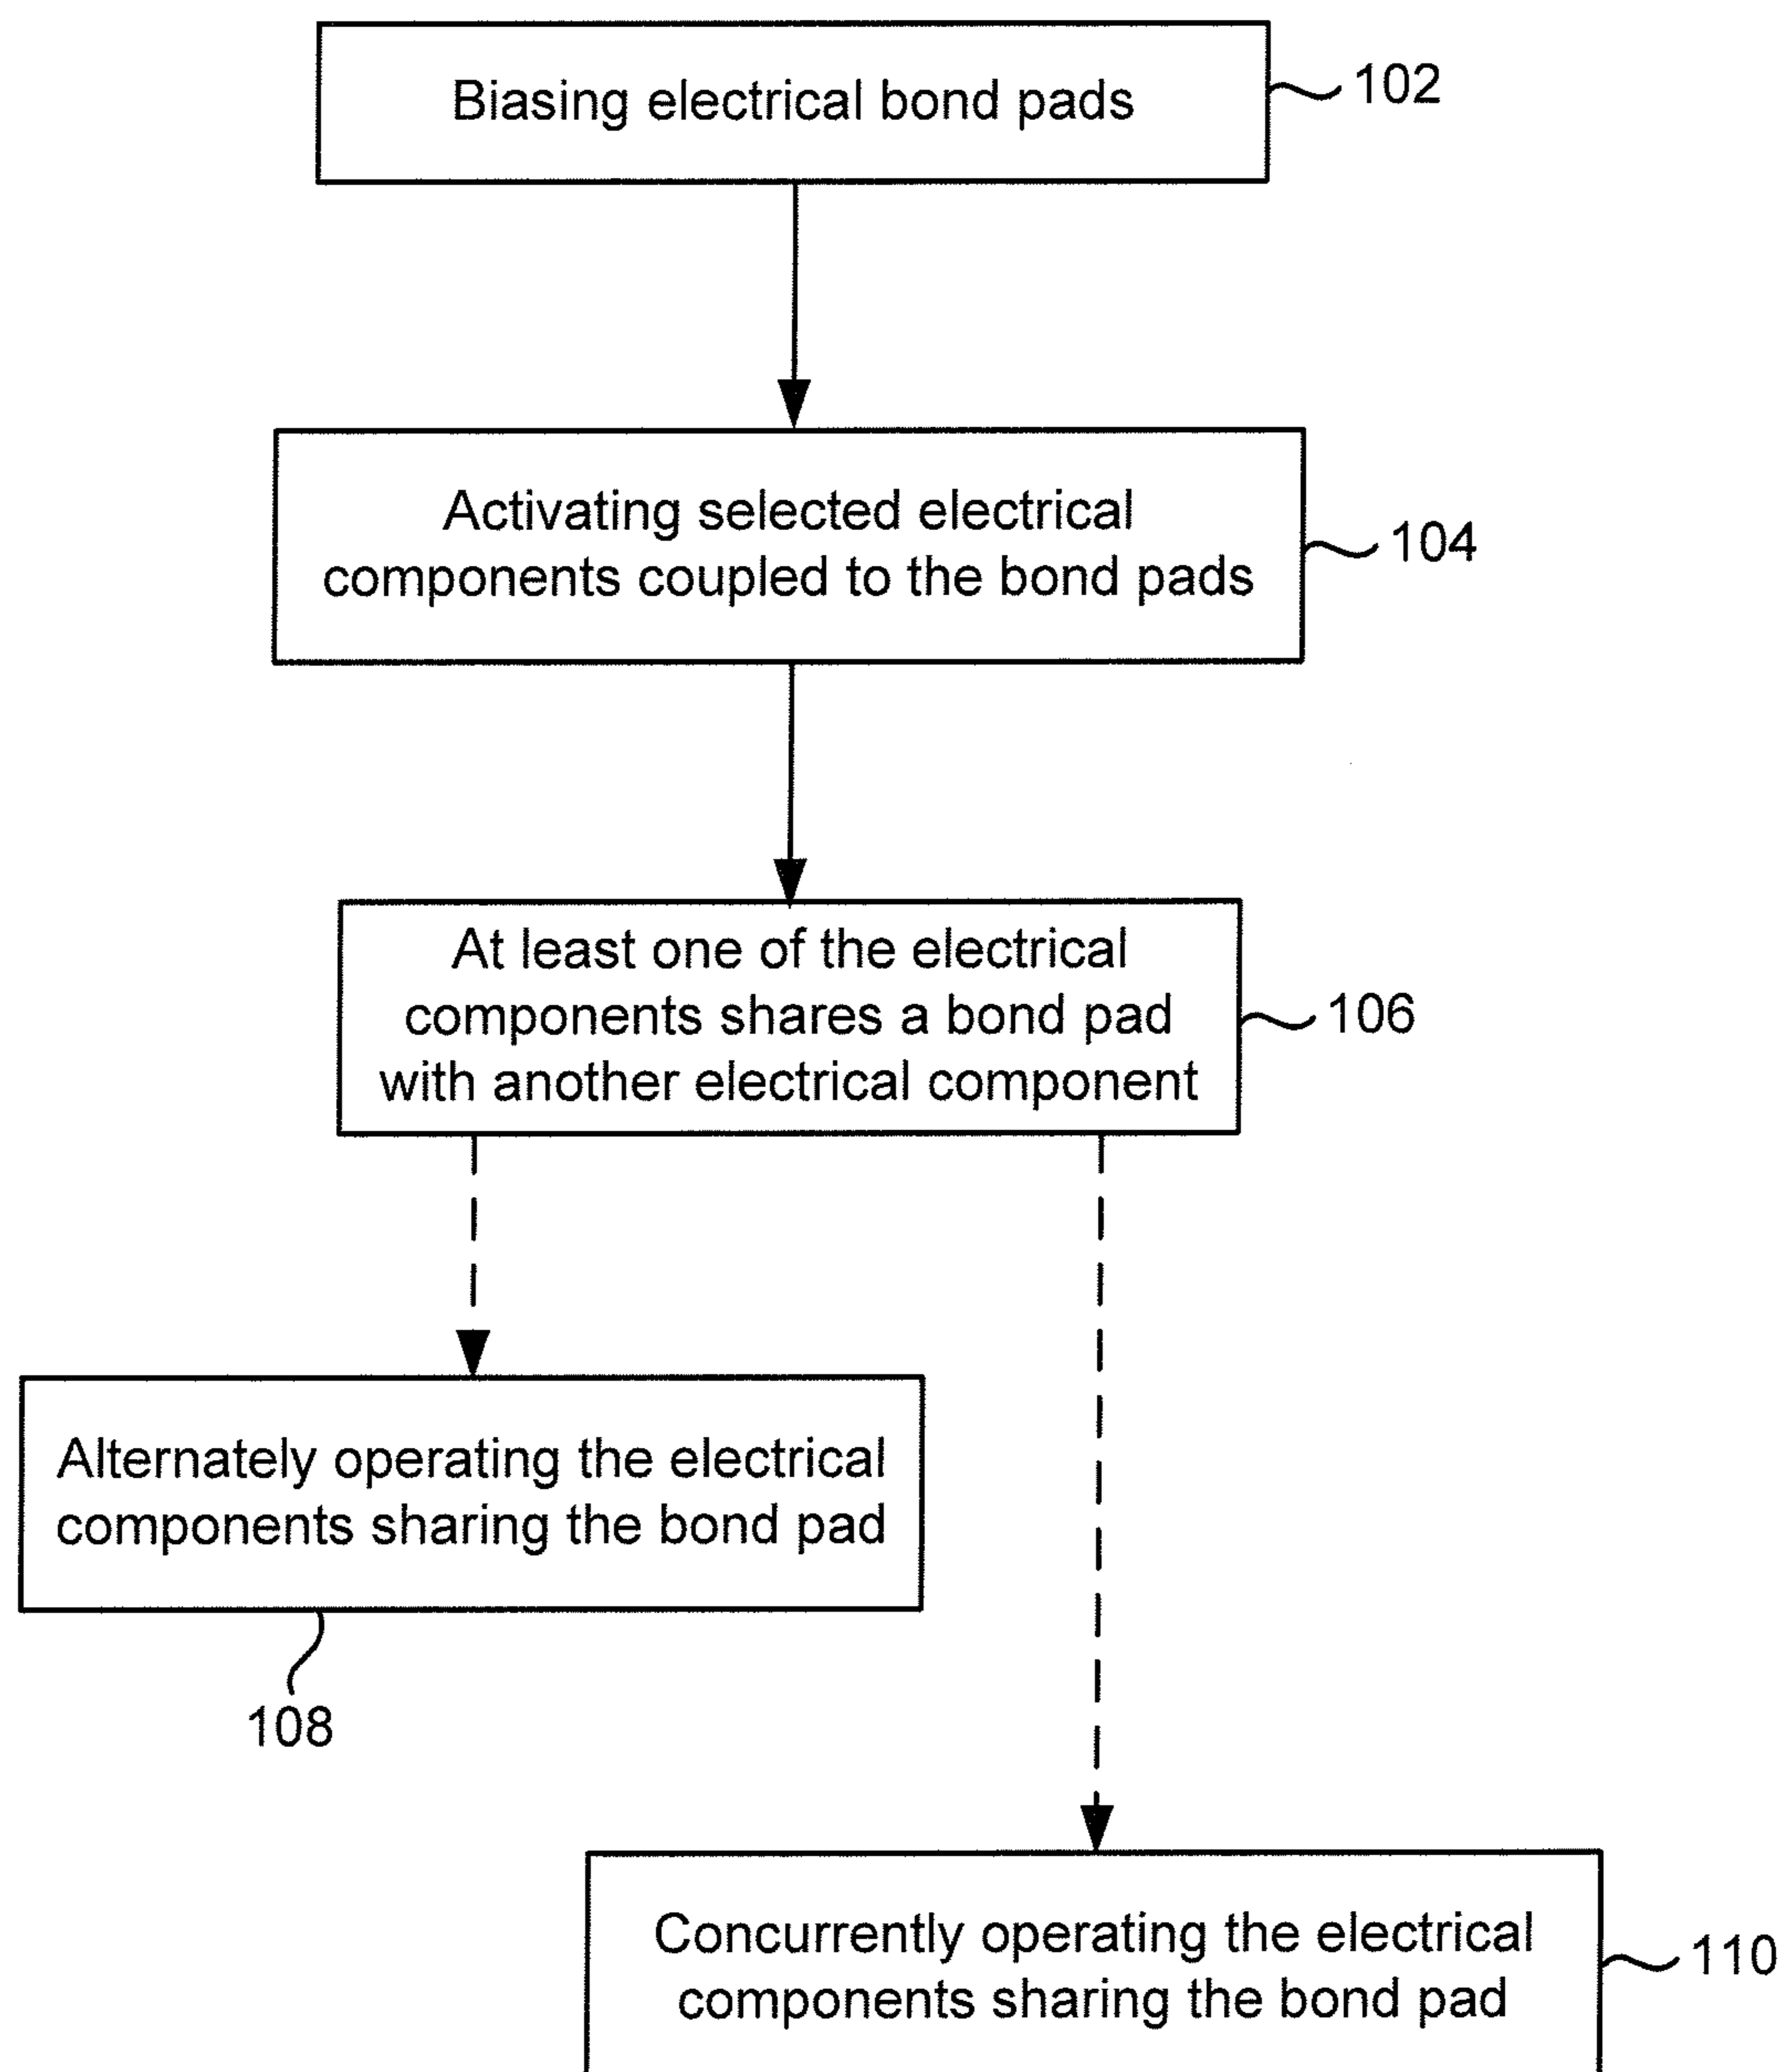 Biasing electrical bond pads
102
Activating selected electrical
components coupled to the bond pads
104
At least one of the electrical
components shares a bond pad
with another electrical component
106
Alternately operating the electrical
components sharing the bond pad
108
Concurrently operating the electrical
components sharing the bond pad
110